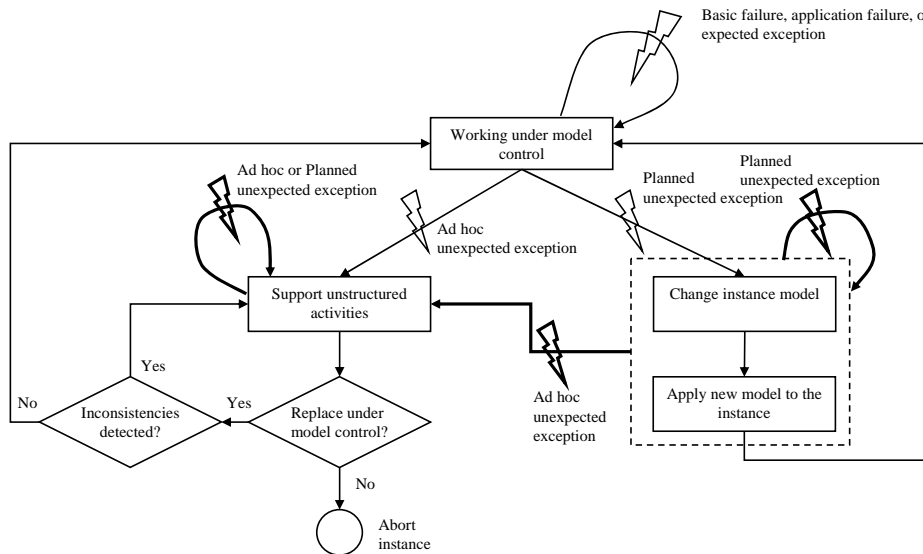 Basic failure, application failure, o
expected exception
Working under model
control
Ad hoc or Planned
unexpected exception
Planned
unexpected exception
Planned
unexpected exception
Ad hoc
unexpected exception
Support unstructured
activities
Change instance model
Yes
No
Inconsistencies
detected?
Yes
Replace under
model control?
Ad hoc
unexpected
exception
Apply new model to the
instance
No
Abort
instance